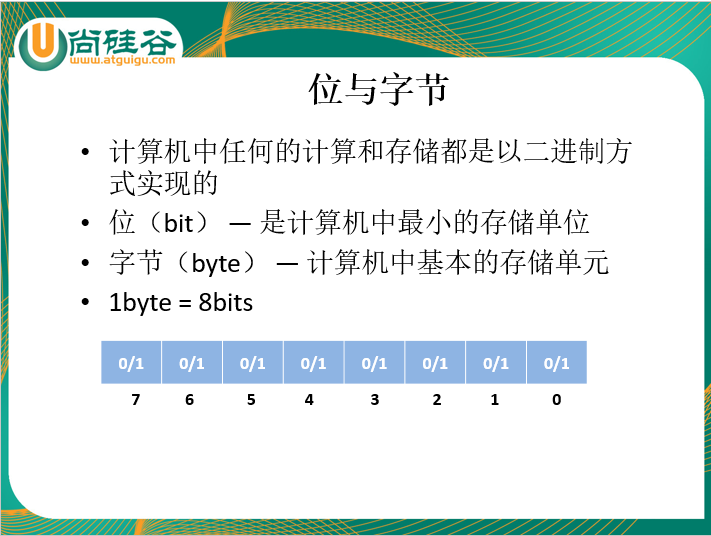 尚硅谷
www.atguigu.com
位与字节
• 计算机中任何的计算和存储都是以二进制方
式实现的
• 位（bit） — 是计算机中最小的存储单位
• 字节（byte） — 计算机中基本的存储单元
• 1byte = 8bits
0/1 0/1 0/1 0/1 0/1 0/1 0/1 0/1
7 6 5 4 3 2 1 0